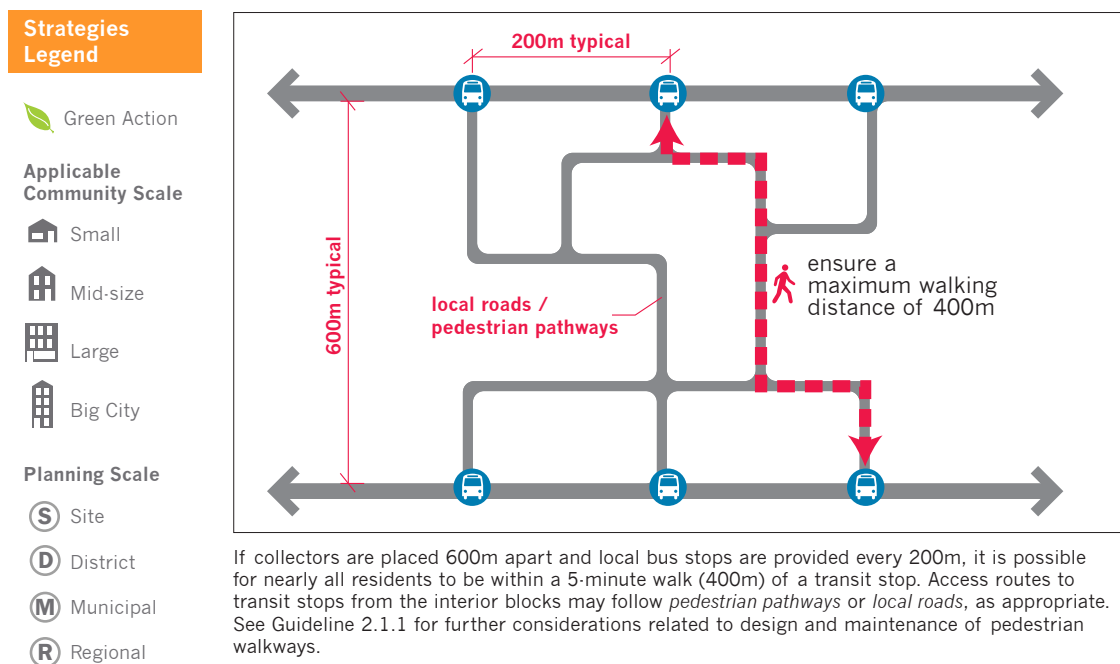 Strategies
Legend
Green Action
Applicable
Community Scale
Small
Mid-size
Large
Big City
Planning Scale
S Site
D District
M Municipal
R Regional
200m typical
600m typical
local roads /
pedestrian pathways
ensure a
maximum walking
distance of 400m
If collectors are placed 600m apart and local bus stops are provided every 200m, it is possible
for nearly all residents to be within a 5-minute walk (400m) of a transit stop. Access routes to
transit stops from the interior blocks may follow pedestrian pathways or local roads, as appropriate.
See Guideline 2.1.1 for further considerations related to design and maintenance of pedestrian
walkways.